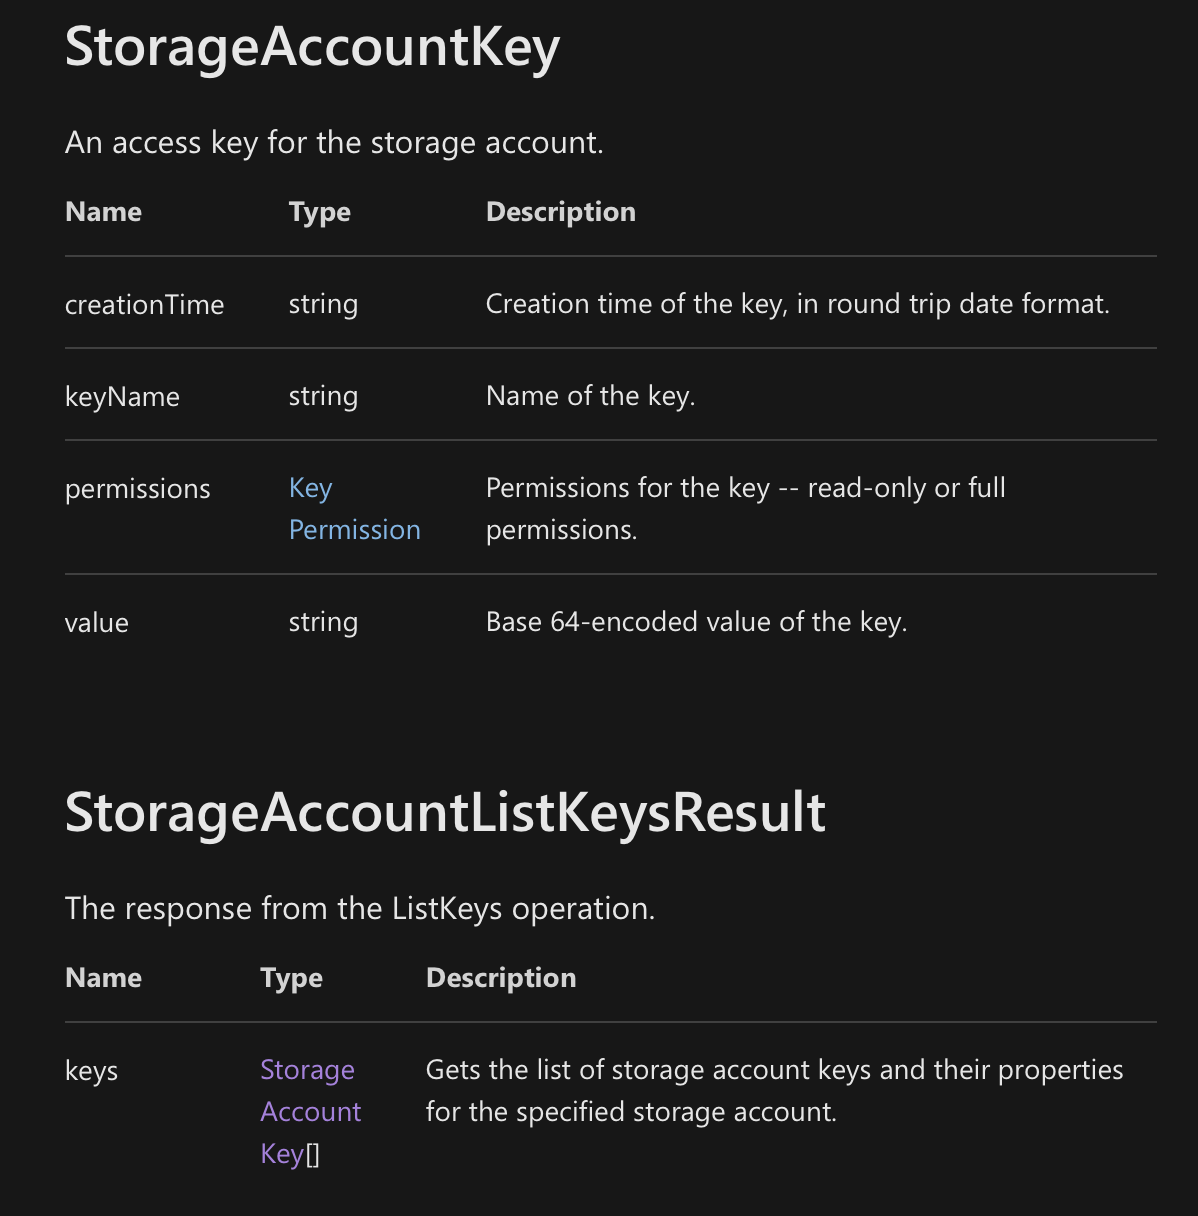 StorageAccountKey
An access key for the storage account.
Name Type Description
creationTime string Creation time of the key, in round trip date format.
keyName string Name of the key.
permissions Key Permissions for the key -- read-only or full
Permission permissions.
value string Base 64-encoded value of the key.
StorageAccountListKeysResult
The response from the ListKeys operation.
Name Type Description
keys Storage Gets the list of storage account keys and their properties
Account for the specified storage account.
Key[]